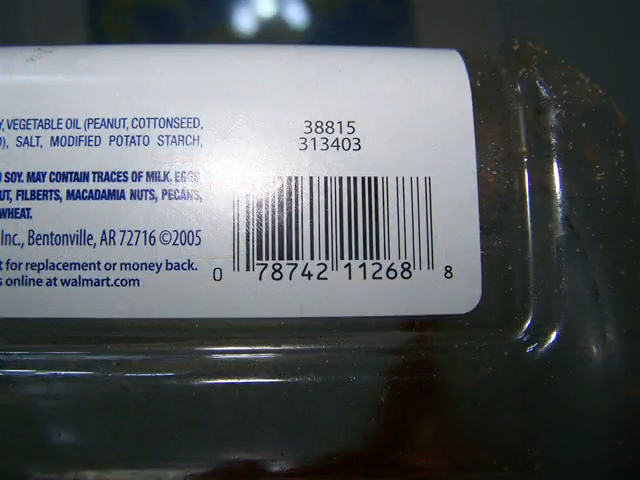 VEGETABLE OIL (PEANUT, COTTONSEED,
SALT, MODIFIED POTATO STARCH,
SOY. MAY CONTAIN TRACES OF MILK, EGGS
FILBERTS, MACADAMIA NUTS, PECANS,
WHEAT.
Inc., Bentonville, AR 72716 ©2005
for replacement or money back.
online at walmart.com
38815
313403
0 78742 11268 8